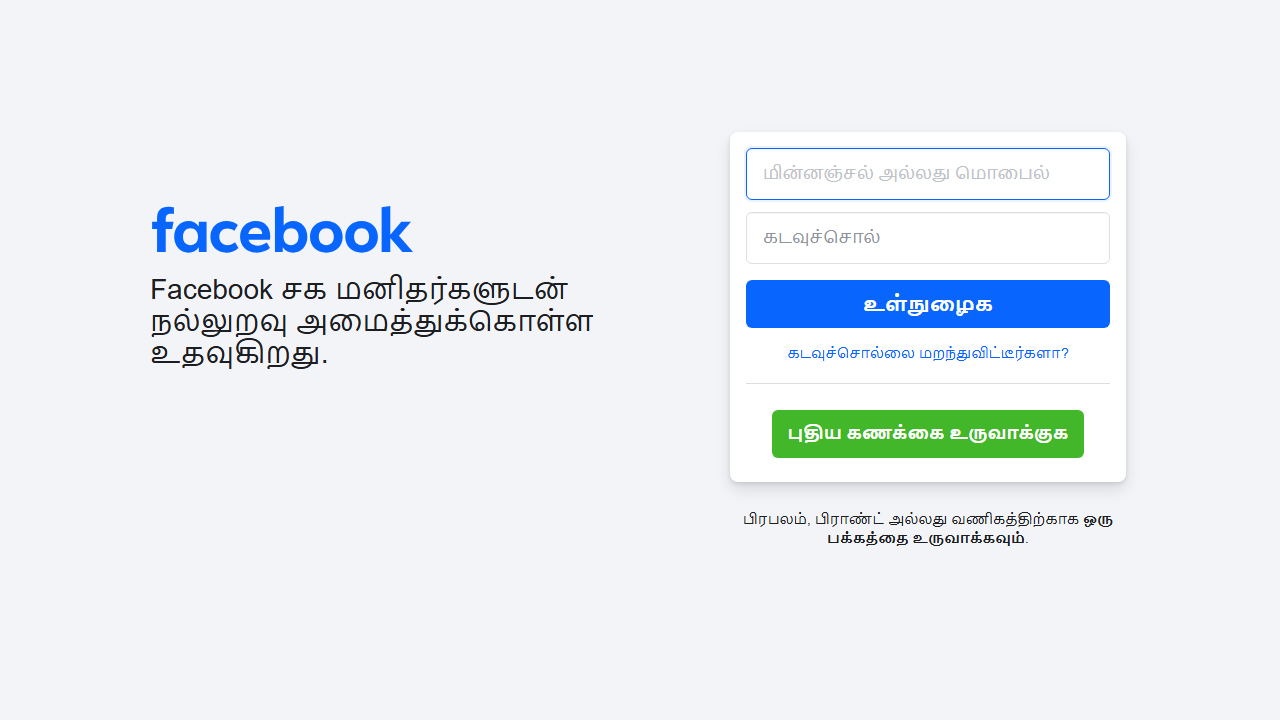 facebook
Facebook சக மனிதர்களுடன்
நல்லுறவு அமைத்துக்கொள்ள
உதவுகிறது.
மின்னஞ்சல் அல்லது மொபைல்
கடவுச்சொல்
உள்நுழைக
கடவுச்சொல்லை மறந்துவிட்டீர்களா?
புதிய கணக்கை உருவாக்குக
பிரபலம், பிராண்ட் அல்லது வணிகத்திற்காக ஒரு
பக்கத்தை உருவாக்கவும்.